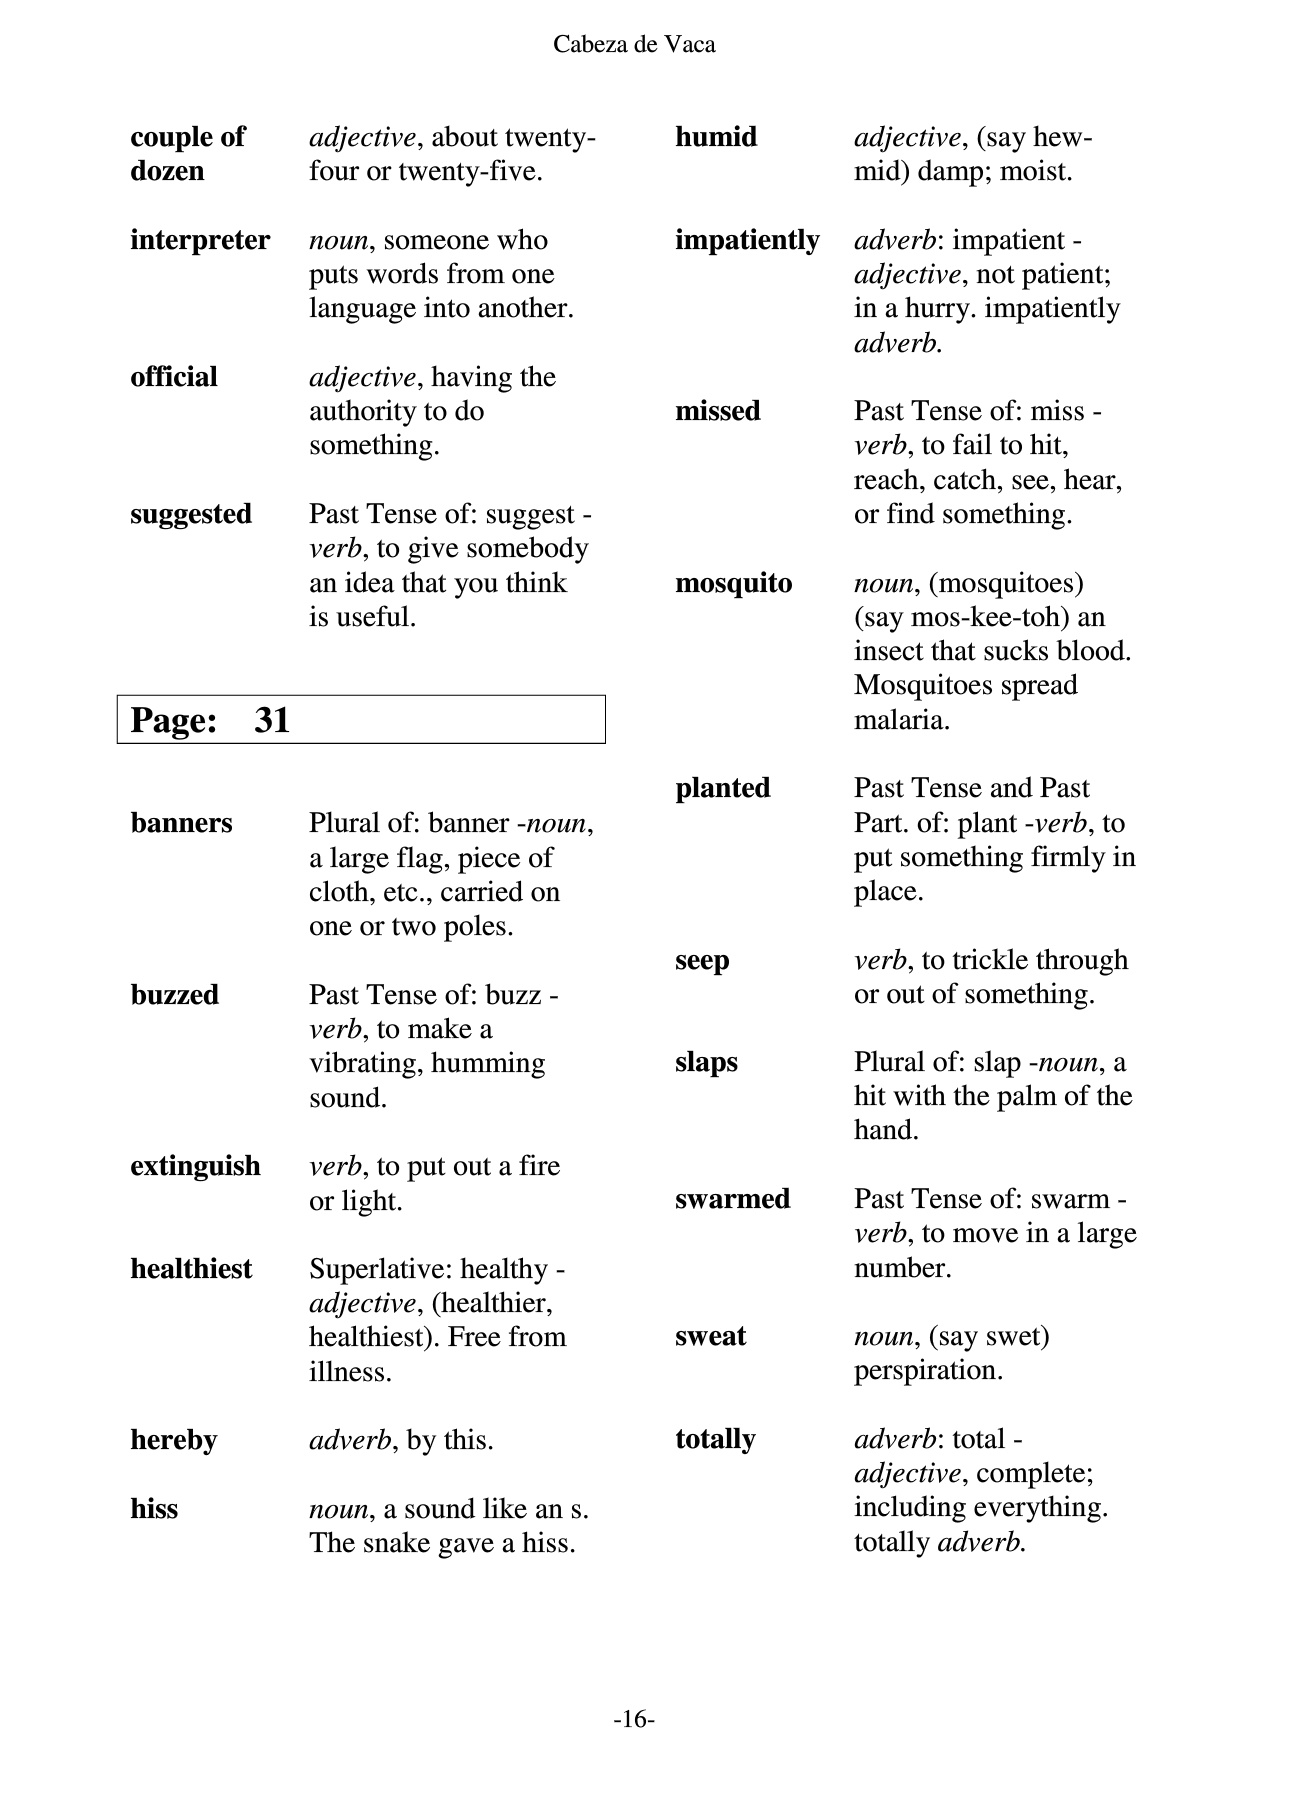 Cabeza de Vaca
couple of dozen adjective, about twenty-
four or twenty-five.
interpreter noun, someone who
puts words from one
language into another.
official adjective, having the
authority to do
something.
suggested Past Tense of: suggest -
verb, to give somebody
an idea that you think
is useful.
Page: 31
banners Plural of: banner -noun,
a large flag, piece of
cloth, etc., carried on
one or two poles.
buzzed Past Tense of: buzz -
verb, to make a
vibrating, humming
sound.
extinguish verb, to put out a fire
or light.
healthiest Superlative: healthy -
adjective, (healthier,
healthiest). Free from
illness.
hereby adverb, by this.
hiss noun, a sound like an s.
The snake gave a hiss.
humid adjective, (say hew-
mid) damp; moist.
impatiently adverb: impatient -
adjective, not patient;
in a hurry. impatiently
adverb.
missed Past Tense of: miss -
verb, to fail to hit,
reach, catch, see, hear,
or find something.
mosquito noun, (mosquitoes)
(say mos-kee-toh) an
insect that sucks blood.
Mosquitoes spread
malaria.
planted Past Tense and Past
Part. of: plant -verb, to
put something firmly in
place.
seep verb, to trickle through
or out of something.
slaps Plural of: slap -noun, a
hit with the palm of the
hand.
swarmed Past Tense of: swarm -
verb, to move in a large
number.
sweat noun, (say swet)
perspiration.
totally adverb: total -
adjective, complete;
including everything.
totally adverb.
-16-